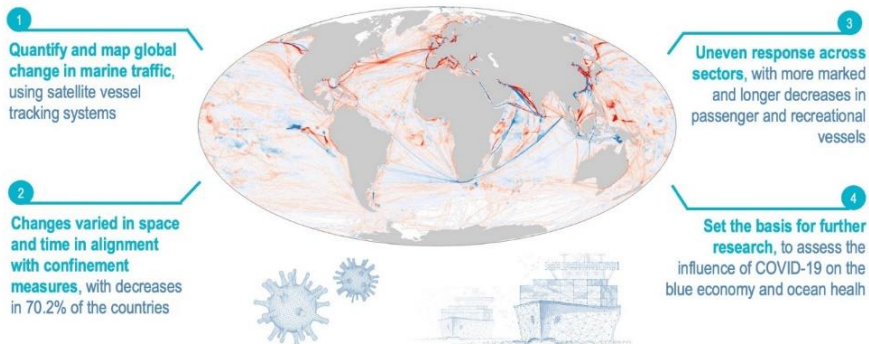 1
Quantify and map global
change in marine traffic,
using satellite vessel
tracking systems
2
Changes varied in space
and time in alignment
with confinement
measures, with decreases
in 70.2% of the countries
3
Uneven response across
sectors, with more marked
and longer decreases in
passenger and recreational
vessels
4
Set the basis for further
research, to assess the
influence of COVID-19 on the
blue economy and ocean healh